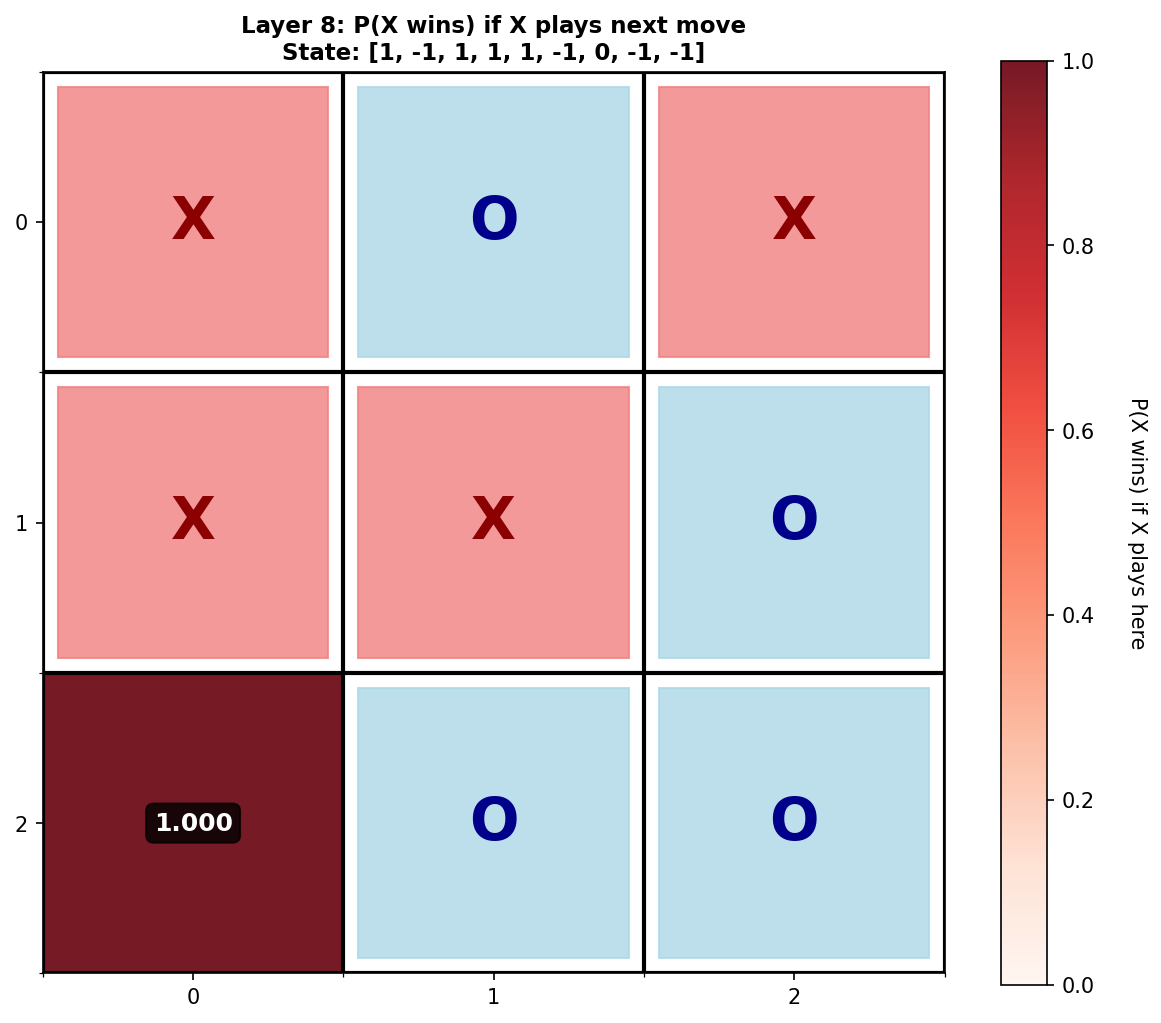 Layer 8: P(X wins) if X plays next move
State: [1, -1, 1, 1, 1, -1, 0, -1, -1]
X O X
X X O
1.000 O O
0
1
2
0 1 2
1.0
0.8
0.6
0.4
0.2
0.0
P(X wins) if X plays here